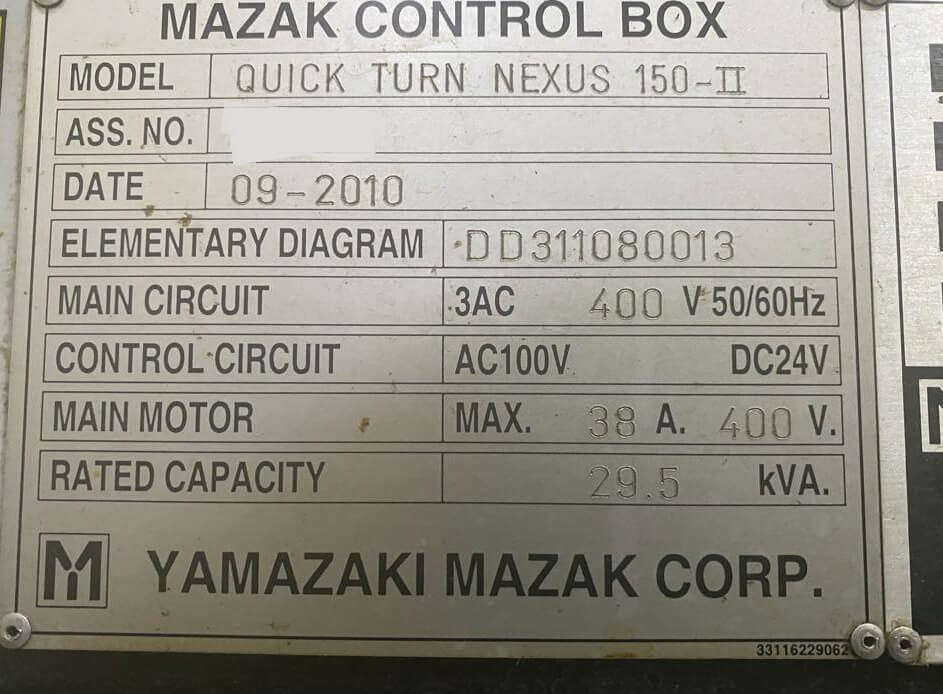 MAZAK CONTROL BOX
MODEL QUICK TURN NEXUS 150-II
ASS. NO.
DATE 09-2010
ELEMENTARY DIAGRAM DD311080013
MAIN CIRCUIT 3AC 400 V 50/60Hz
CONTROL CIRCUIT AC100V DC24V
MAIN MOTOR MAX. 38 A. 400 V.
RATED CAPACITY 29.5 kVA.
M YAMAZAKI MAZAK CORP.
33116229062